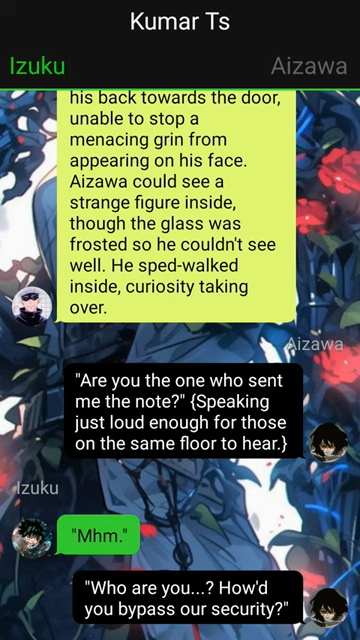 Kumar Ts
Izuku Aizawa
his back towards the door,
unable to stop a
menacing grin from
appearing on his face.
Aizawa could see a
strange figure inside,
though the glass was
frosted so he couldn't see
well. He sped-walked
inside, curiosity taking
over.
Aizawa
"Are you the one who sent
me the note?" {Speaking
just loud enough for those
on the same floor to hear.}
Izuku
"Mhm."
"Who are you...? How'd
you bypass our security?"